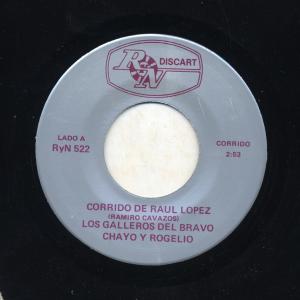 RyN DISCART
LADO A
RyN 522
CORRIDO
2:53
CORRIDO DE RAUL LOPEZ
(RAMIRO CAVAZOS)
LOS GALLEROS DEL BRAVO
CHAYO Y ROGELIO